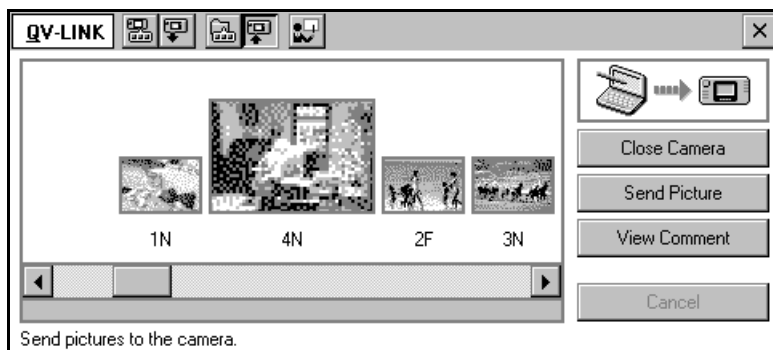 QV-LINK
Close Camera
Send Picture
View Comment
1N
4N
2F
3N
Cancel
Send pictures to the camera.